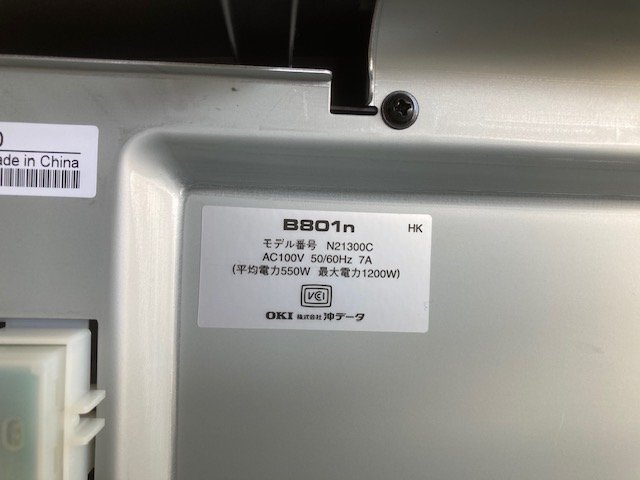 0
ade in China
B801n
HK
モデル番号 N21300C
AC100V 50/60Hz 7A
(平均電力550W 最大電力1200W)
VCI
OKI 株式会社 沖データ